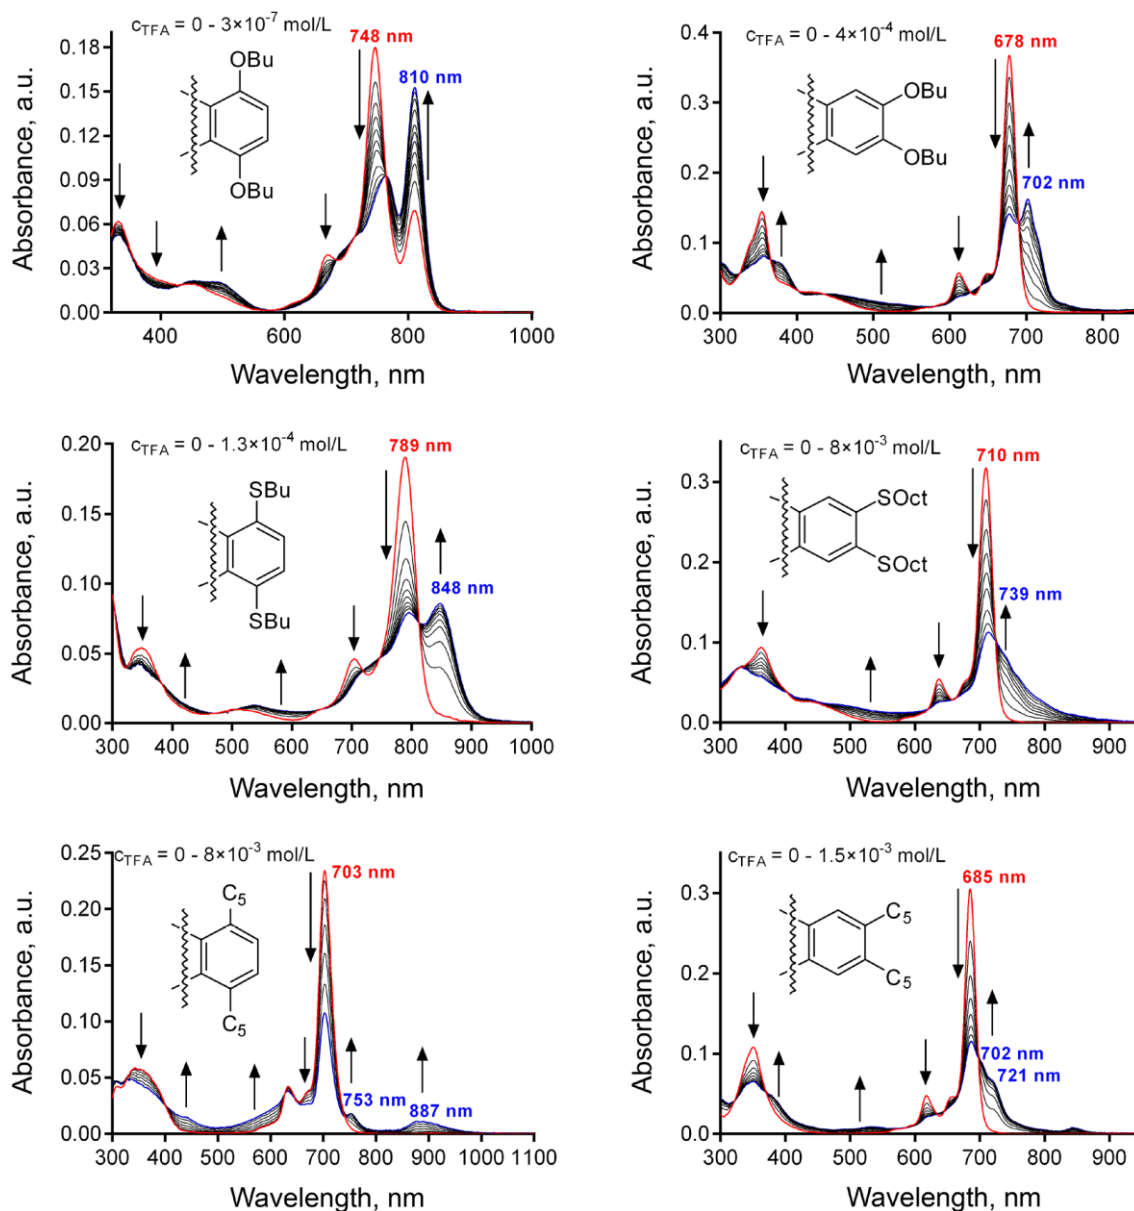 c_TFA = 0 - 3×10⁻⁷ mol/L
748 nm
810 nm
OBu
OBu
0.18
0.15
0.12
0.09
0.06
0.03
0.00
400 600 800 1000
Absorbance, a.u.
Wavelength, nm
c_TFA = 0 - 4×10⁻⁴ mol/L
678 nm
702 nm
OBu
OBu
0.4
0.3
0.2
0.1
0.0
300 400 500 600 700 800
Absorbance, a.u.
Wavelength, nm
c_TFA = 0 - 1.3×10⁻⁴ mol/L
789 nm
848 nm
SBu
SBu
0.20
0.15
0.10
0.05
0.00
300 400 500 600 700 800 900 1000
Absorbance, a.u.
Wavelength, nm
c_TFA = 0 - 8×10⁻³ mol/L
710 nm
739 nm
SOct
SOct
0.3
0.2
0.1
0.0
300 400 500 600 700 800 900
Absorbance, a.u.
Wavelength, nm
c_TFA = 0 - 8×10⁻³ mol/L
703 nm
753 nm
887 nm
C₅
C₅
0.25
0.20
0.15
0.10
0.05
0.00
300 400 500 600 700 800 900 1000 1100
Absorbance, a.u.
Wavelength, nm
c_TFA = 0 - 1.5×10⁻³ mol/L
685 nm
702 nm
721 nm
C₅
C₅
0.3
0.2
0.1
0.0
300 400 500 600 700 800 900
Absorbance, a.u.
Wavelength, nm